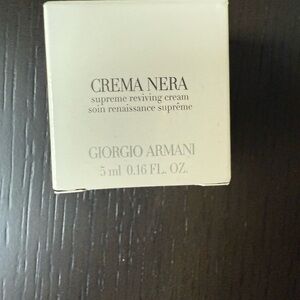 CREMA NERA
supreme reviving cream
soin renaissance suprême
GIORGIO ARMANI
5 ml 0.16 FL. OZ.